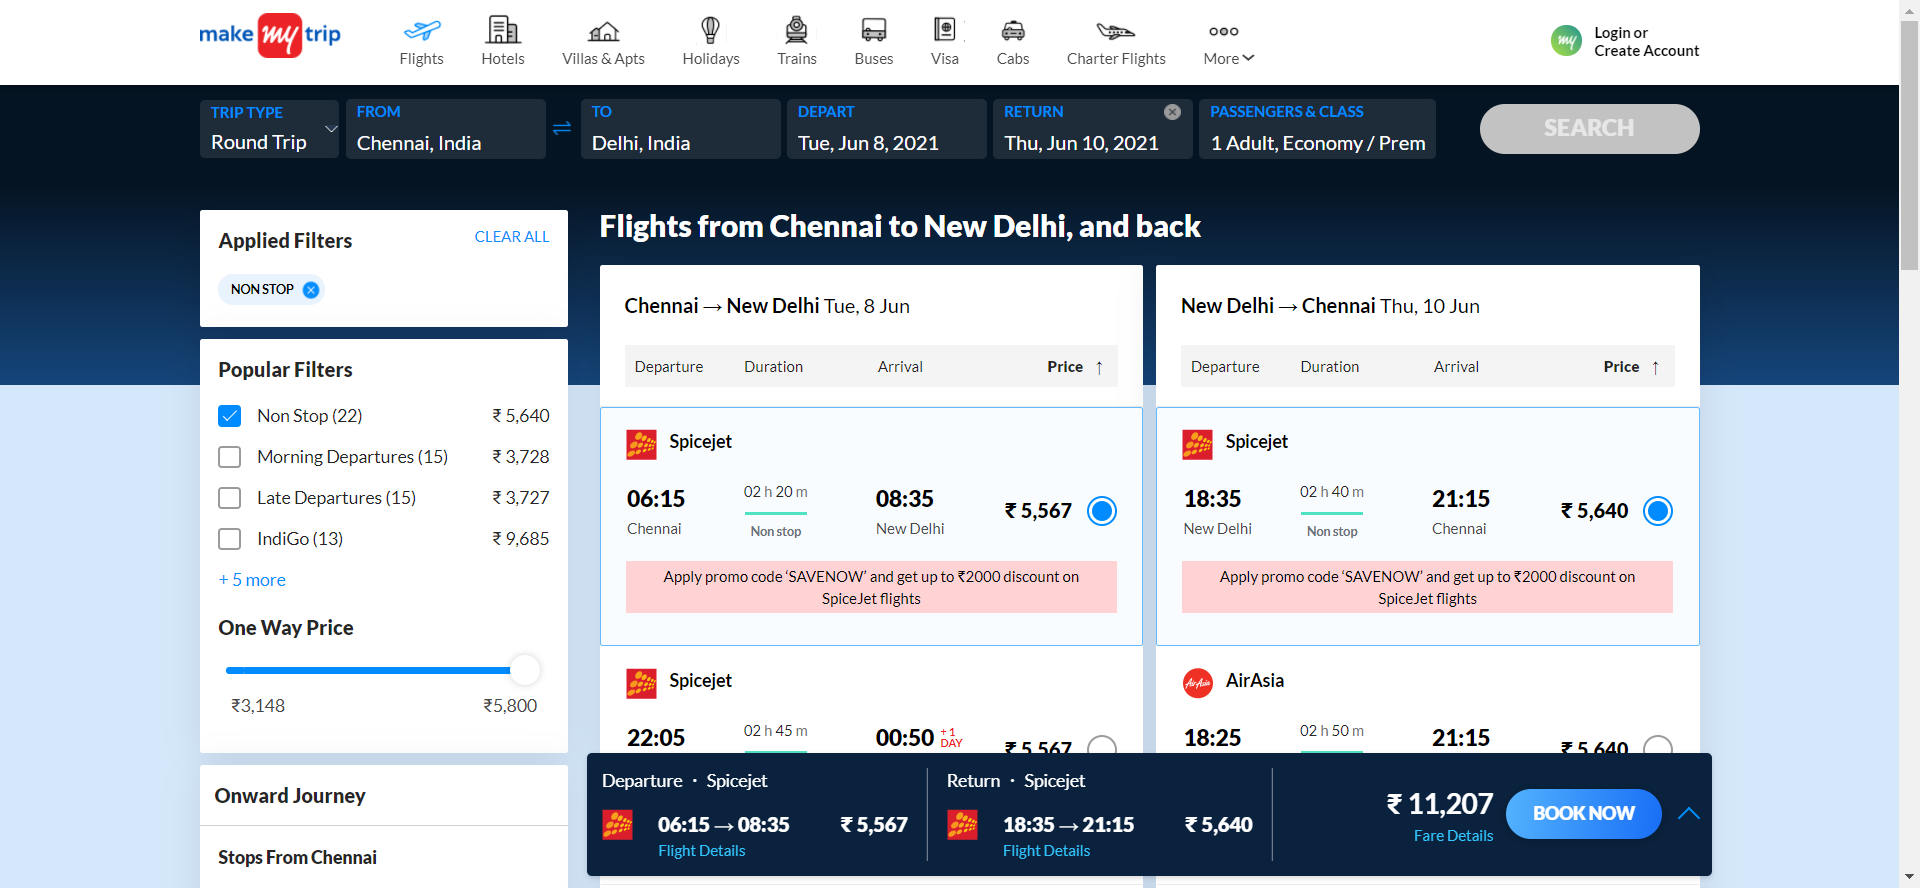 make my trip
Flights
Hotels
Villas & Apts
Holidays
Trains
Buses
Visa
Cabs
Charter Flights
More
my
Login or
Create Account
TRIP TYPE
Round Trip
FROM
Chennai, India
TO
Delhi, India
DEPART
Tue, Jun 8, 2021
RETURN
Thu, Jun 10, 2021
PASSENGERS & CLASS
1 Adult, Economy / Prem
SEARCH
Applied Filters
CLEAR ALL
NON STOP
Popular Filters
Non Stop (22) ₹ 5,640
Morning Departures (15) ₹ 3,728
Late Departures (15) ₹ 3,727
IndiGo (13) ₹ 9,685
+ 5 more
One Way Price
₹3,148 ₹5,800
Onward Journey
Stops From Chennai
Flights from Chennai to New Delhi, and back
Chennai → New Delhi Tue, 8 Jun
Departure Duration Arrival Price ↑
Spicejet
06:15 02 h 20 m 08:35 ₹ 5,567
Chennai Non stop New Delhi
Apply promo code ‘SAVENOW’ and get up to ₹2000 discount on
SpiceJet flights
Spicejet
22:05 02 h 45 m 00:50 +1 DAY ₹ 5,567
New Delhi → Chennai Thu, 10 Jun
Departure Duration Arrival Price ↑
Spicejet
18:35 02 h 40 m 21:15 ₹ 5,640
New Delhi Non stop Chennai
Apply promo code ‘SAVENOW’ and get up to ₹2000 discount on
SpiceJet flights
AirAsia
AirAsia
18:25 02 h 50 m 21:15 ₹ 5,640
Departure · Spicejet
06:15 → 08:35 ₹ 5,567
Flight Details
Return · Spicejet
18:35 → 21:15 ₹ 5,640
Flight Details
₹ 11,207
Fare Details
BOOK NOW